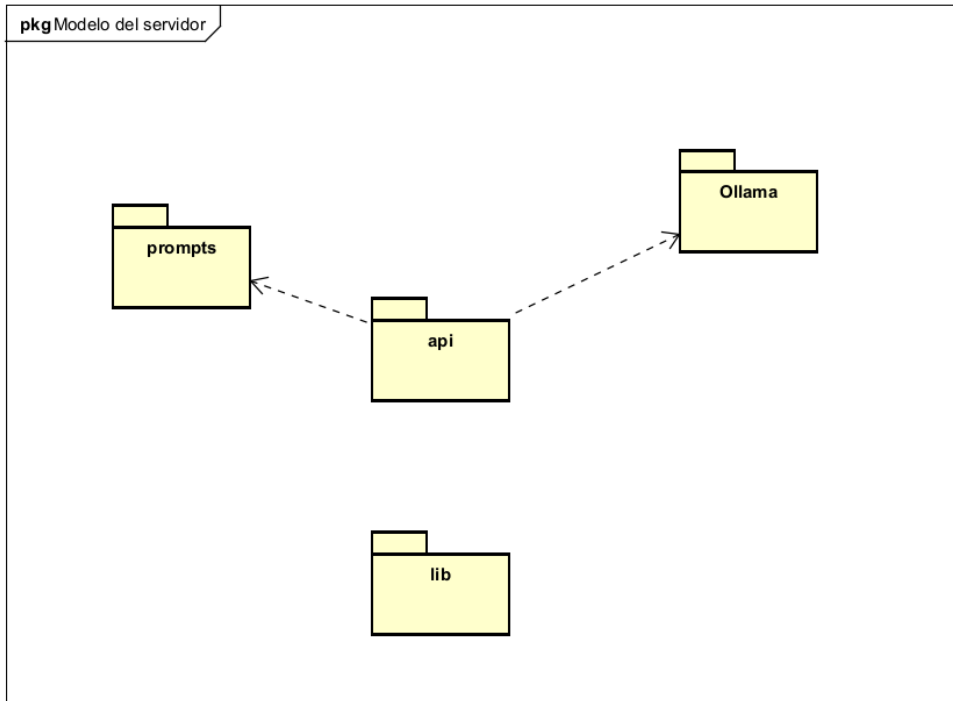 pkg Modelo del servidor
Ollama
prompts
api
lib